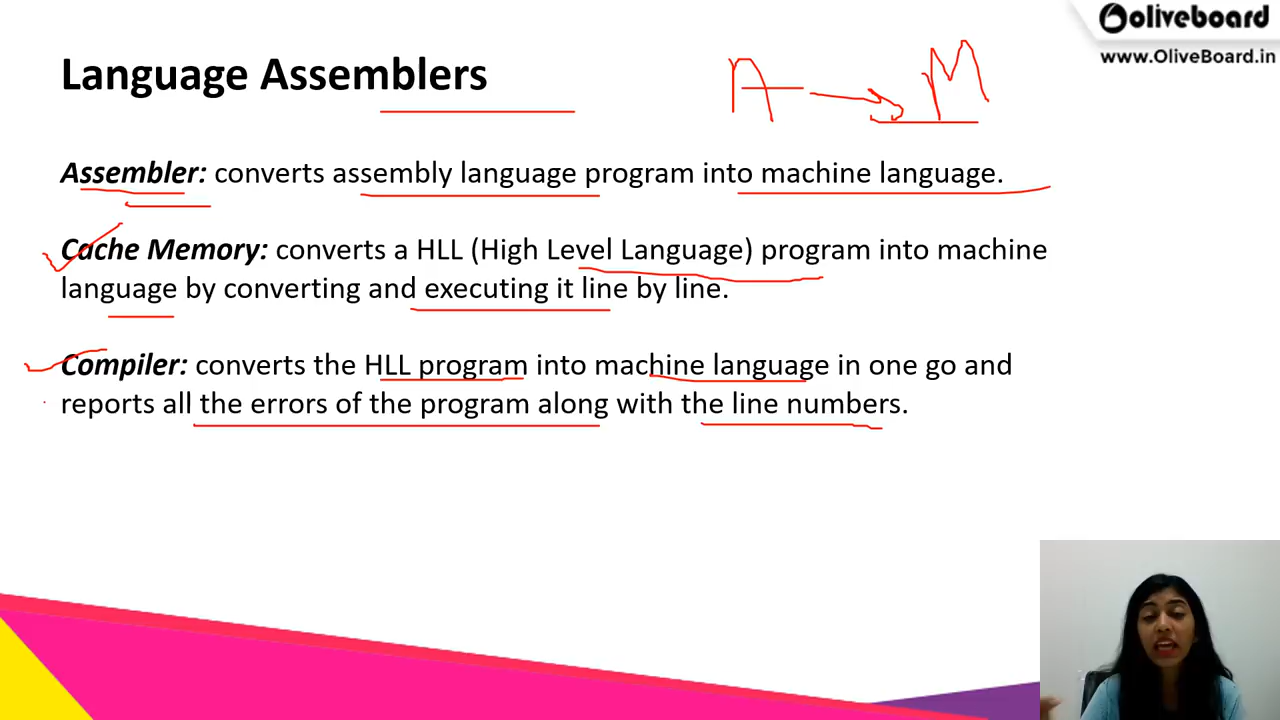 oliveboard
www.OliveBoard.in
Language Assemblers
A → M
Assembler: converts assembly language program into machine language.
Cache Memory: converts a HLL (High Level Language) program into machine
language by converting and executing it line by line.
Compiler: converts the HLL program into machine language in one go and
reports all the errors of the program along with the line numbers.